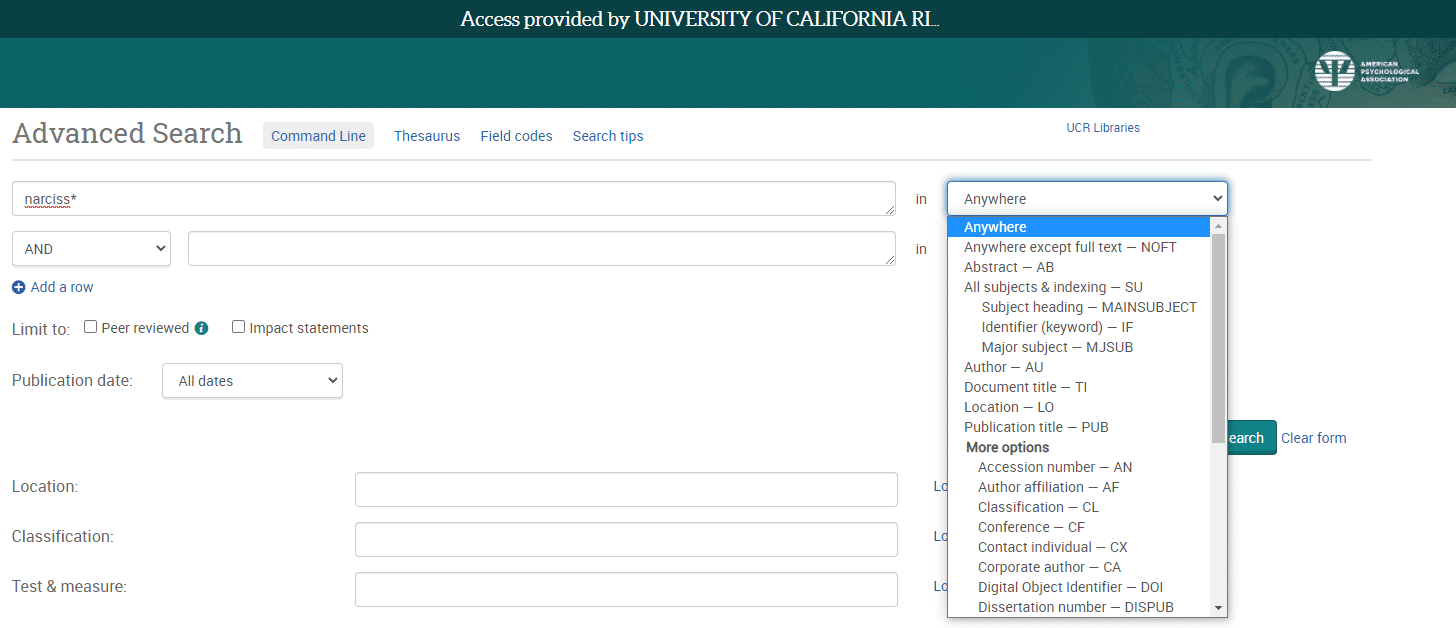 Access provided by UNIVERSITY OF CALIFORNIA RI...
AMERICAN
PSYCHOLOGICAL
ASSOCIATION
Advanced Search Command Line Thesaurus Field codes Search tips UCR Libraries
narciss* in Anywhere
AND in
Anywhere
Anywhere except full text — NOFT
Abstract — AB
All subjects & indexing — SU
Subject heading — MAINSUBJECT
Identifier (keyword) — IF
Major subject — MJSUB
Author — AU
Document title — TI
Location — LO
Publication title — PUB
More options
Accession number — AN
Author affiliation — AF
Classification — CL
Conference — CF
Contact individual — CX
Corporate author — CA
Digital Object Identifier — DOI
Dissertation number — DISPUB
Add a row
Limit to: Peer reviewed i Impact statements
Publication date: All dates
earch Clear form
Location: Lo
Classification: Lo
Test & measure: Lo